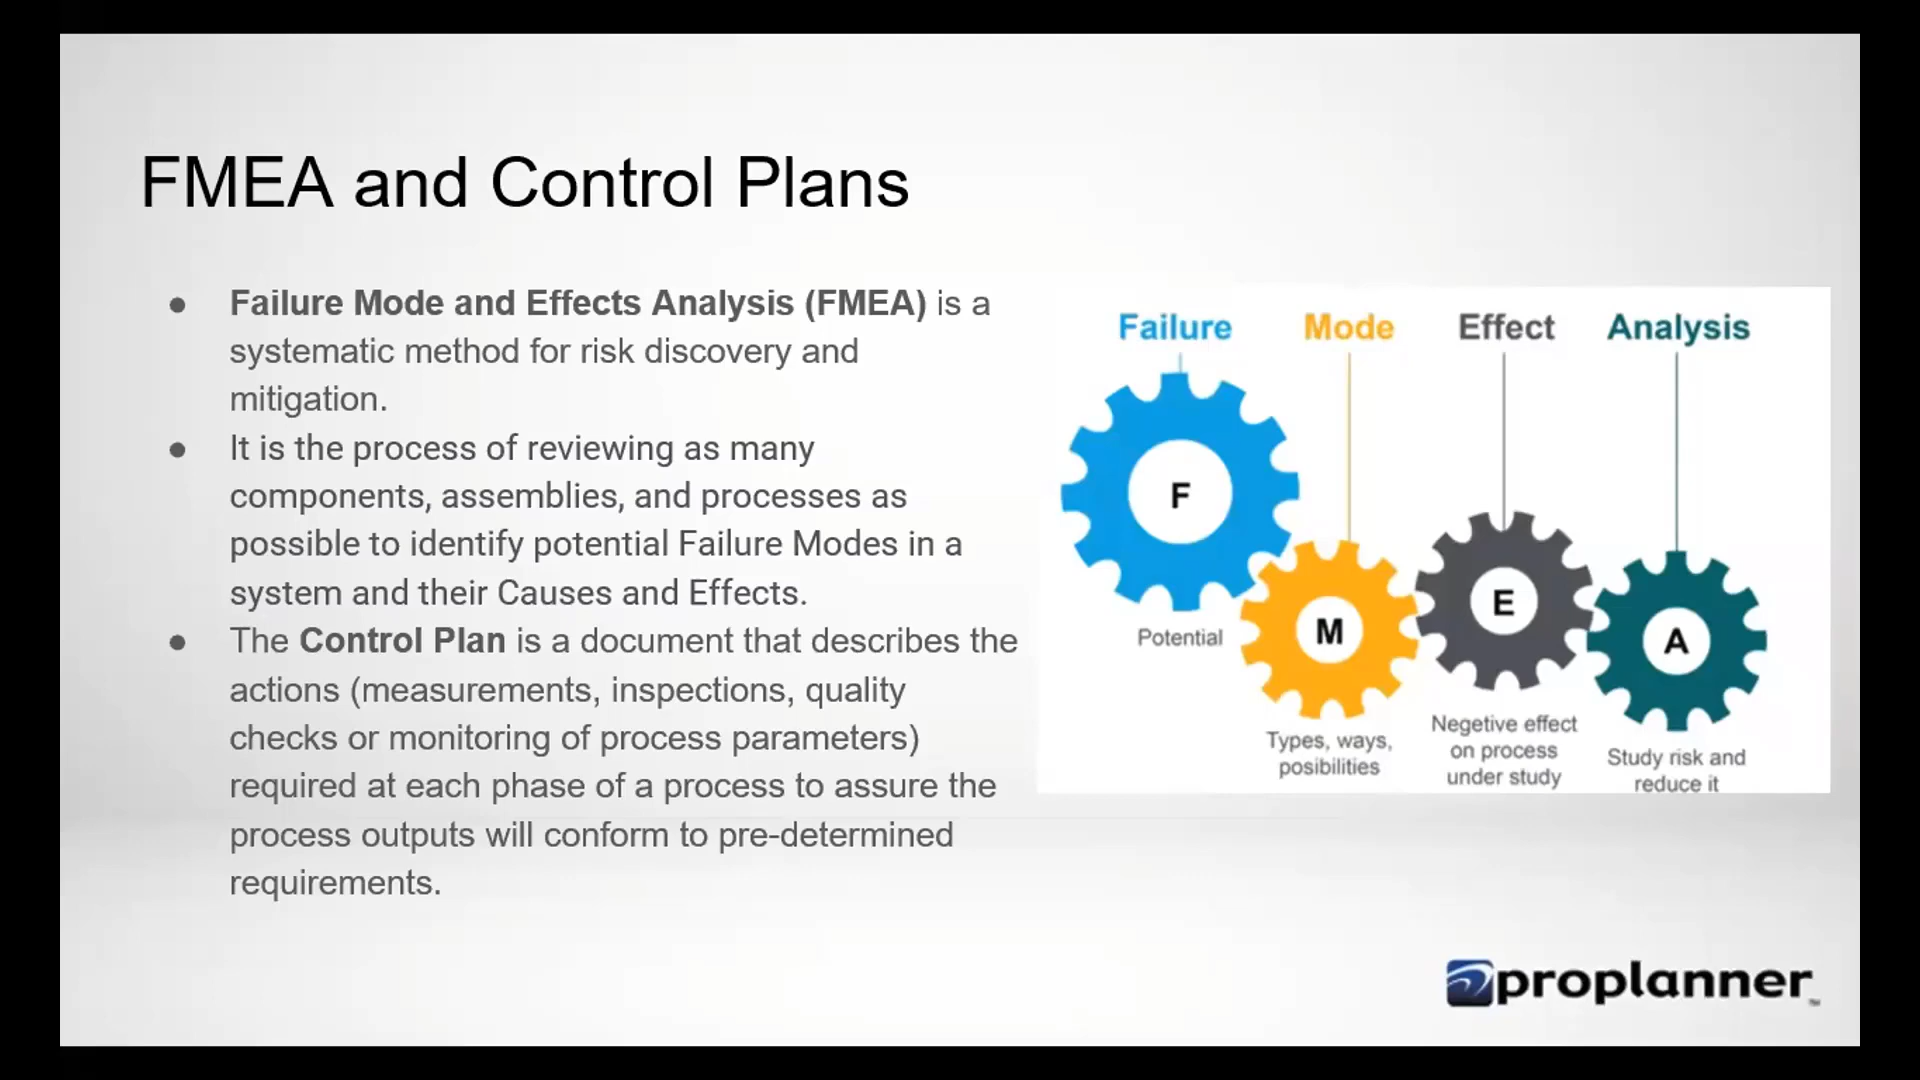 FMEA and Control Plans
● Failure Mode and Effects Analysis (FMEA) is a
systematic method for risk discovery and
mitigation.
● It is the process of reviewing as many
components, assemblies, and processes as
possible to identify potential Failure Modes in a
system and their Causes and Effects.
● The Control Plan is a document that describes the
actions (measurements, inspections, quality
checks or monitoring of process parameters)
required at each phase of a process to assure the
process outputs will conform to pre-determined
requirements.
Failure Mode Effect Analysis
F
M
E
A
Potential
Types, ways,
posibilities
Negetive effect
on process
under study
Study risk and
reduce it
proplanner™